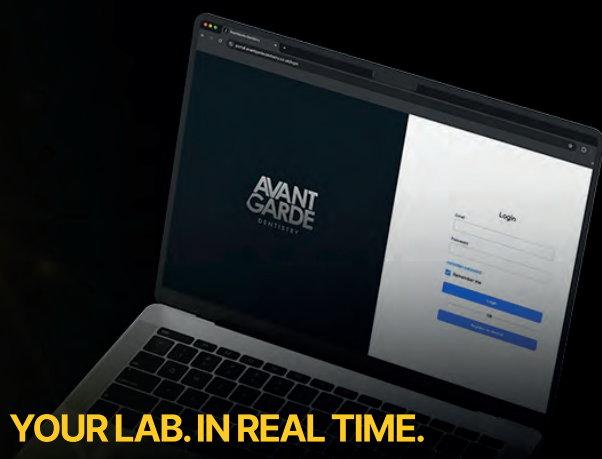 AVANT
GARDE
DENTISTRY
Login
Email
Password
Remember me
Login
OR
YOUR LAB. IN REAL TIME.